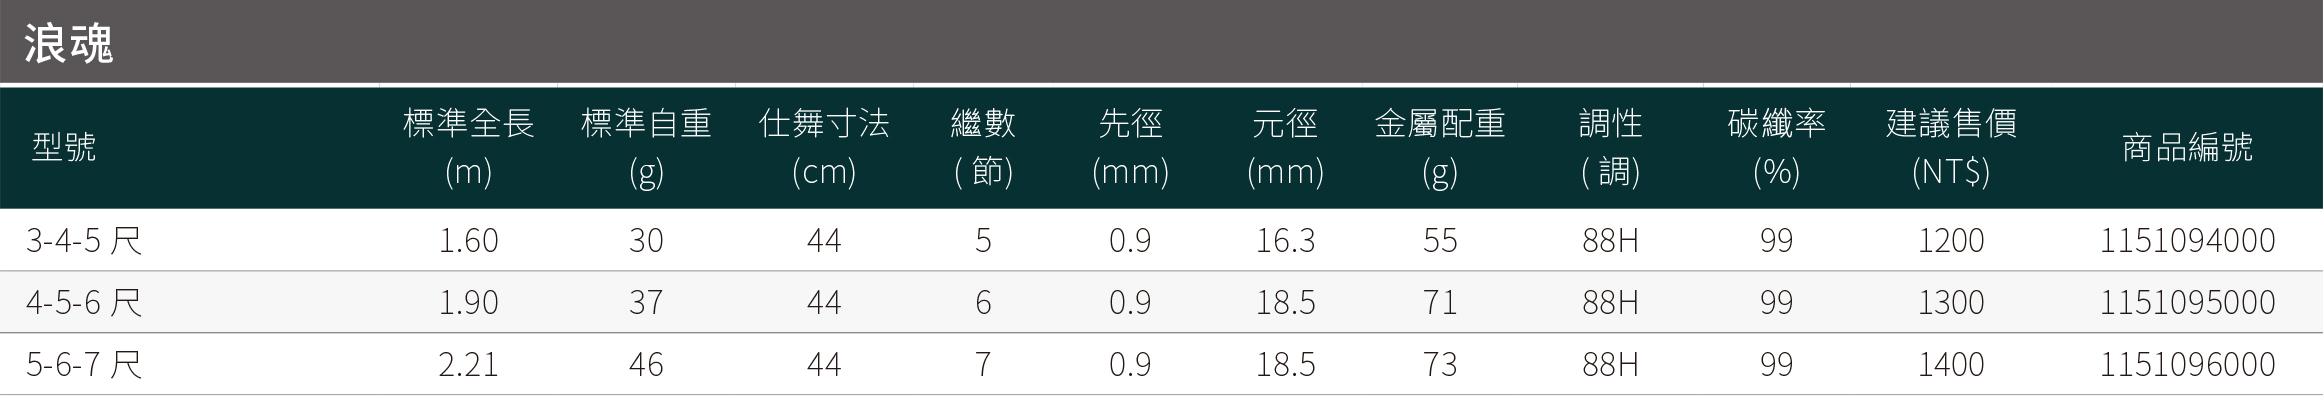 浪魂
型號 標準全長 (m) 標準自重 (g) 仕舞寸法 (cm) 繼數 ( 節) 先徑 (mm) 元徑 (mm) 金屬配重 (g) 調性 ( 調) 碳纖率 (%) 建議售價 (NT$) 商品編號
3-4-5 尺 1.60 30 44 5 0.9 16.3 55 88H 99 1200 1151094000
4-5-6 尺 1.90 37 44 6 0.9 18.5 71 88H 99 1300 1151095000
5-6-7 尺 2.21 46 44 7 0.9 18.5 73 88H 99 1400 1151096000